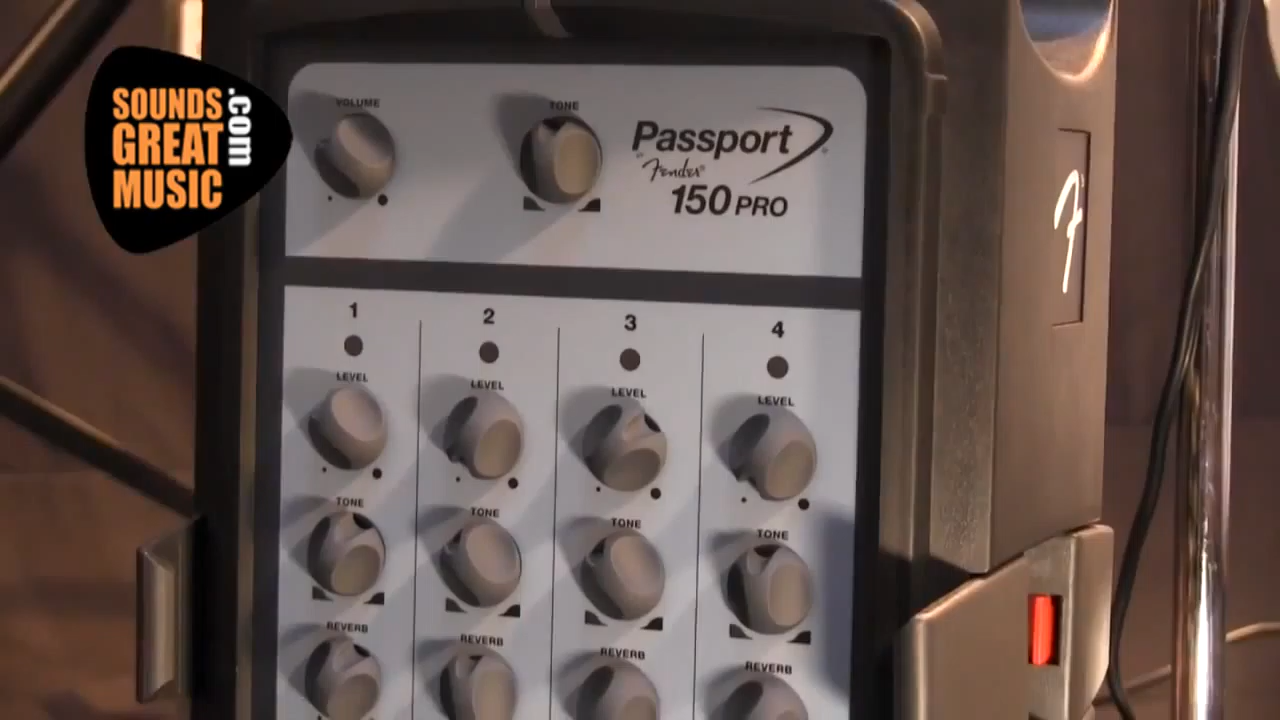 SOUNDS
GREAT
MUSIC
.com
VOLUME
TONE
Passport
Fender
150 PRO
F
1
2
3
4
LEVEL
LEVEL
LEVEL
LEVEL
TONE
TONE
TONE
TONE
REVERB
REVERB
REVERB
REVERB